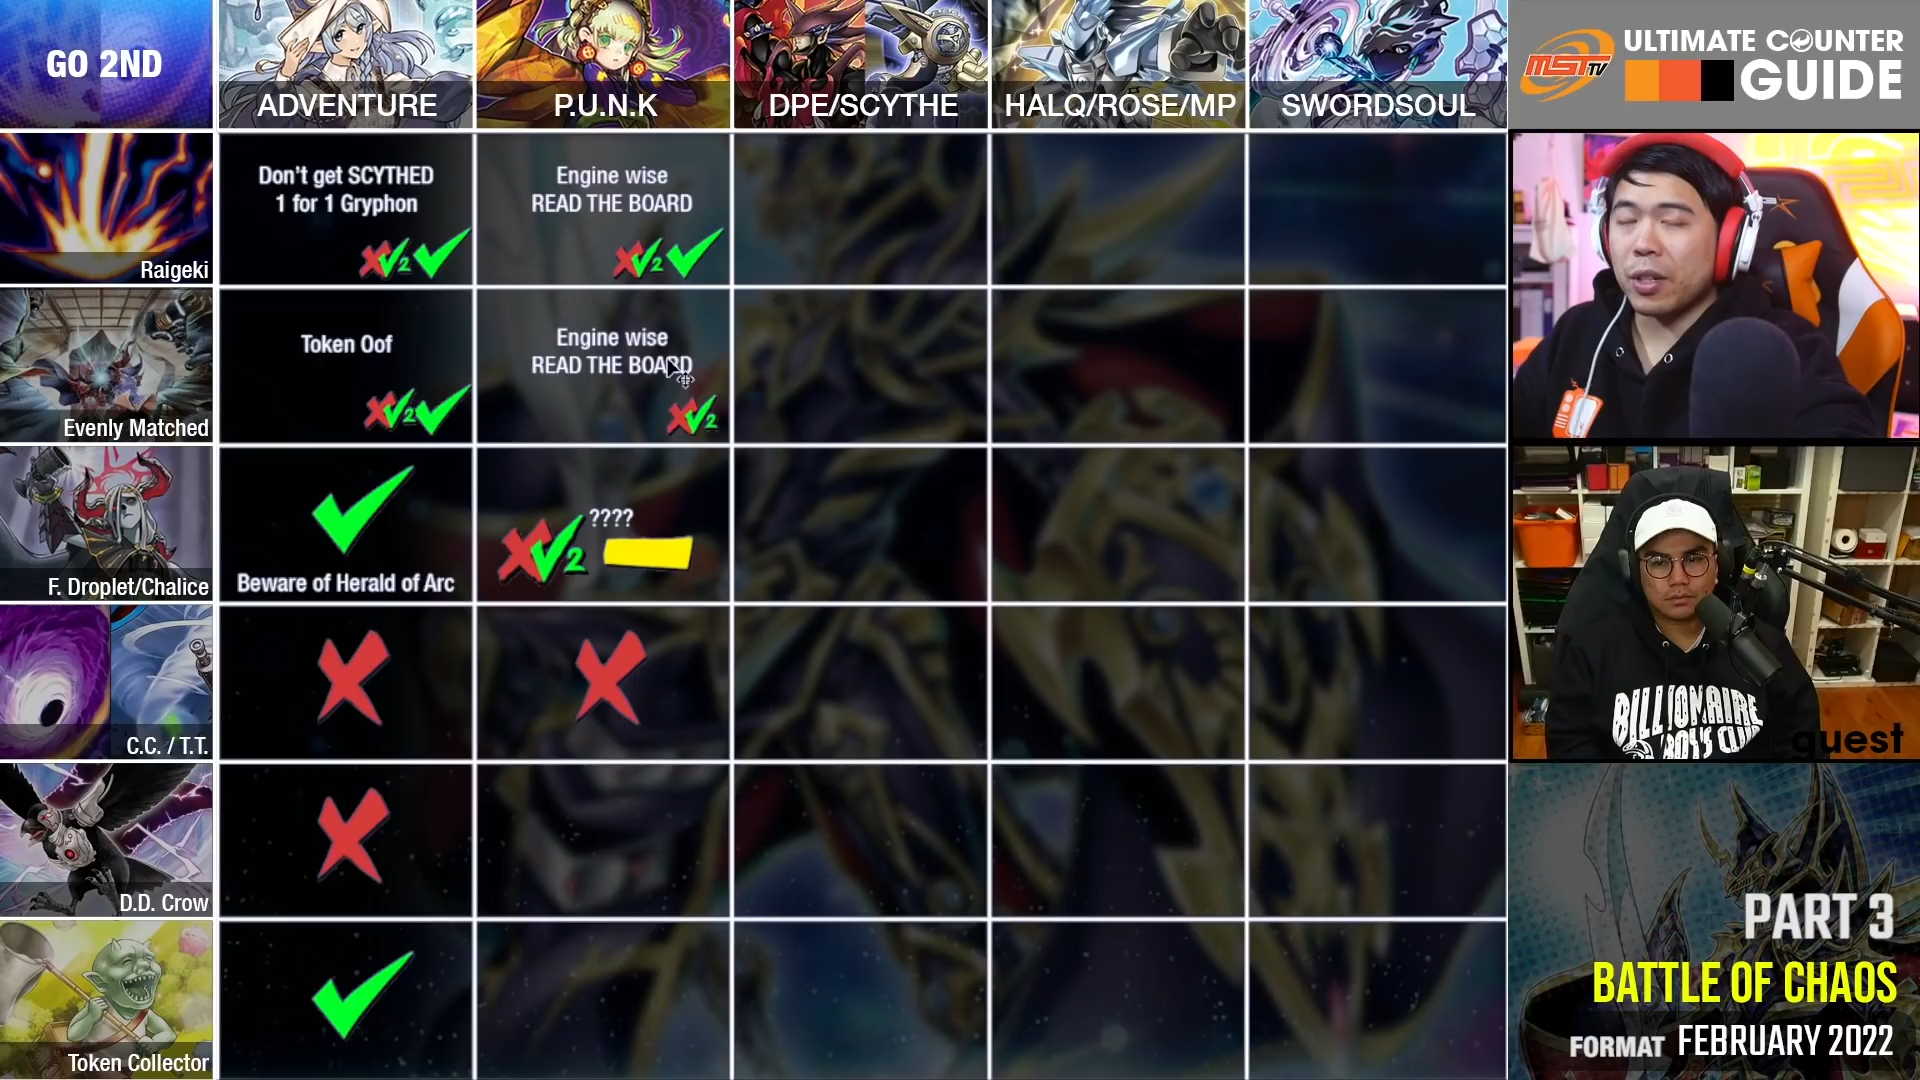 GO 2ND
ADVENTURE
P.U.N.K
DPE/SCYTHE
HALQ/ROSE/MP
SWORDSOUL
MST TV
ULTIMATE COUNTER
GUIDE
Raigeki
Don't get SCYTHED
1 for 1 Gryphon
2
Engine wise
READ THE BOARD
2
Evenly Matched
Token Oof
2
Engine wise
READ THE BOARD
2
F. Droplet/Chalice
Beware of Herald of Arc
????
2
C.C. / T.T.
D.D. Crow
Token Collector
BILLIONAIRE
BOYS CLUB
quest
PART 3
BATTLE OF CHAOS
FORMAT FEBRUARY 2022